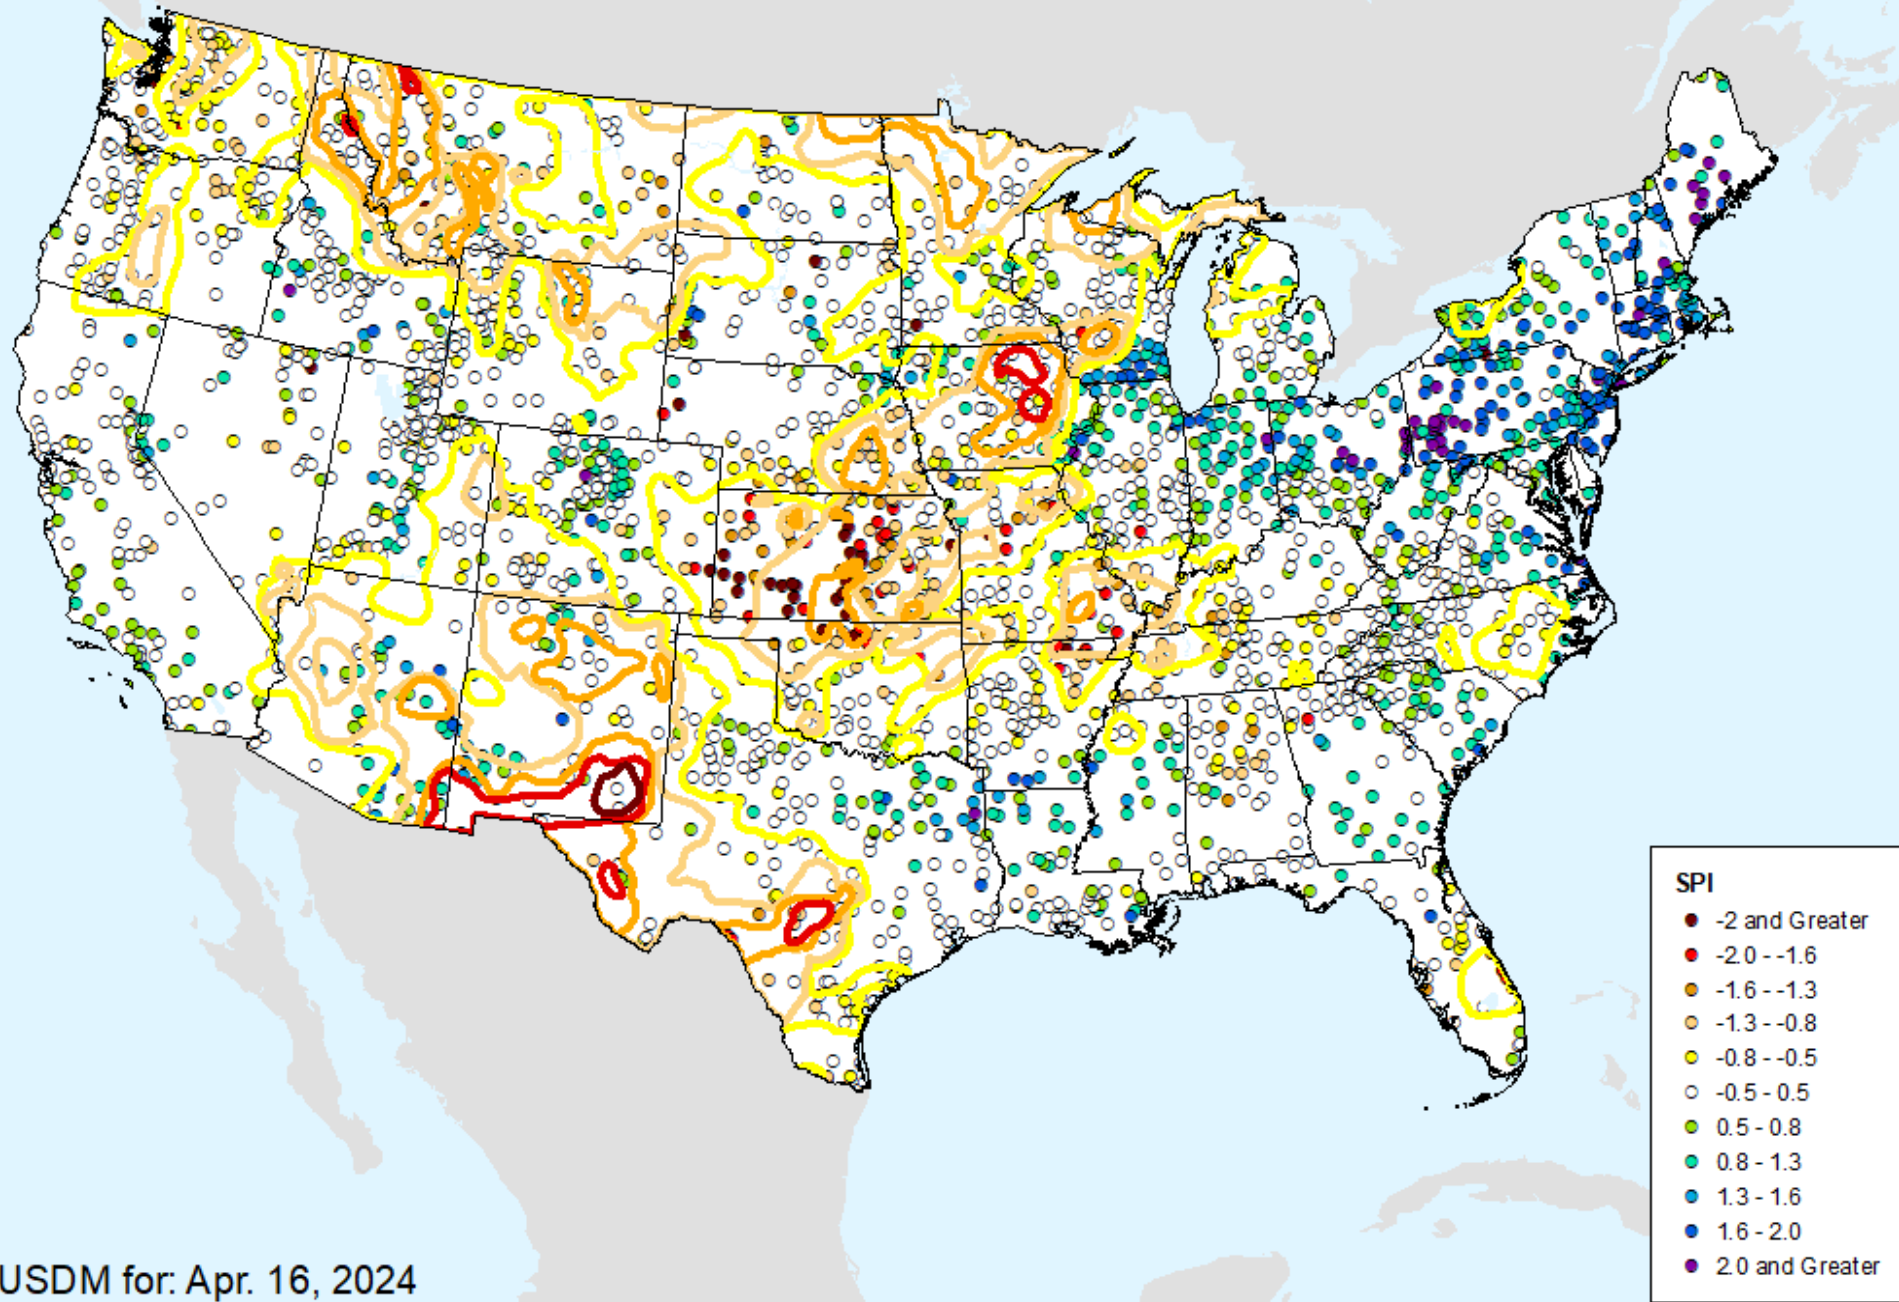 SPI
-2 and Greater
-2.0 - -1.6
-1.6 - -1.3
-1.3 - -0.8
-0.8 - -0.5
-0.5 - 0.5
0.5 - 0.8
0.8 - 1.3
1.3 - 1.6
1.6 - 2.0
2.0 and Greater
USDM for: Apr. 16, 2024